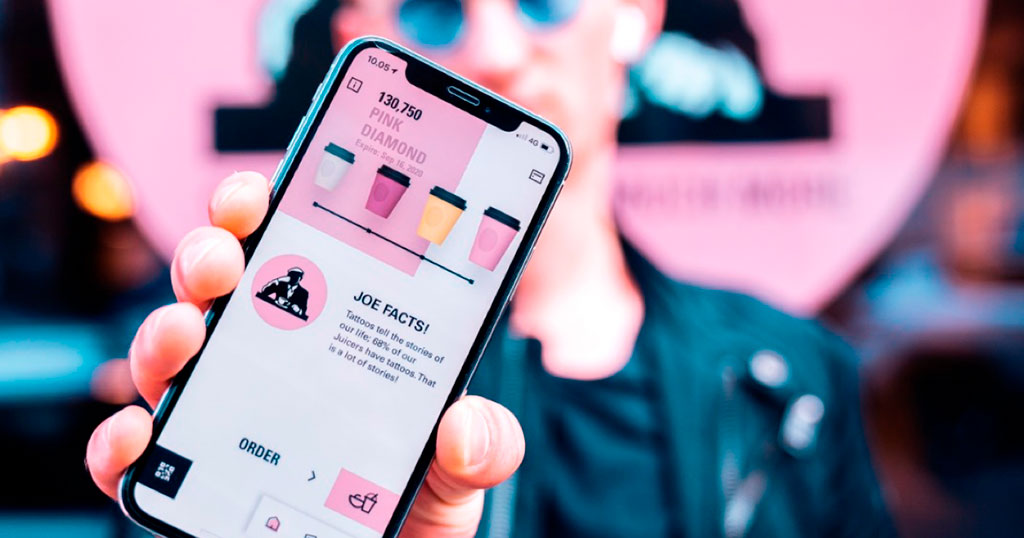 10.05
4G
130,750
PINK
DIAMOND
Expire: Sep 16, 2020
JOE FACTS!
Tattoos tell the stories of
our life, 68% of our
Juicers have tattoos. That
is a lot of stories!
ORDER